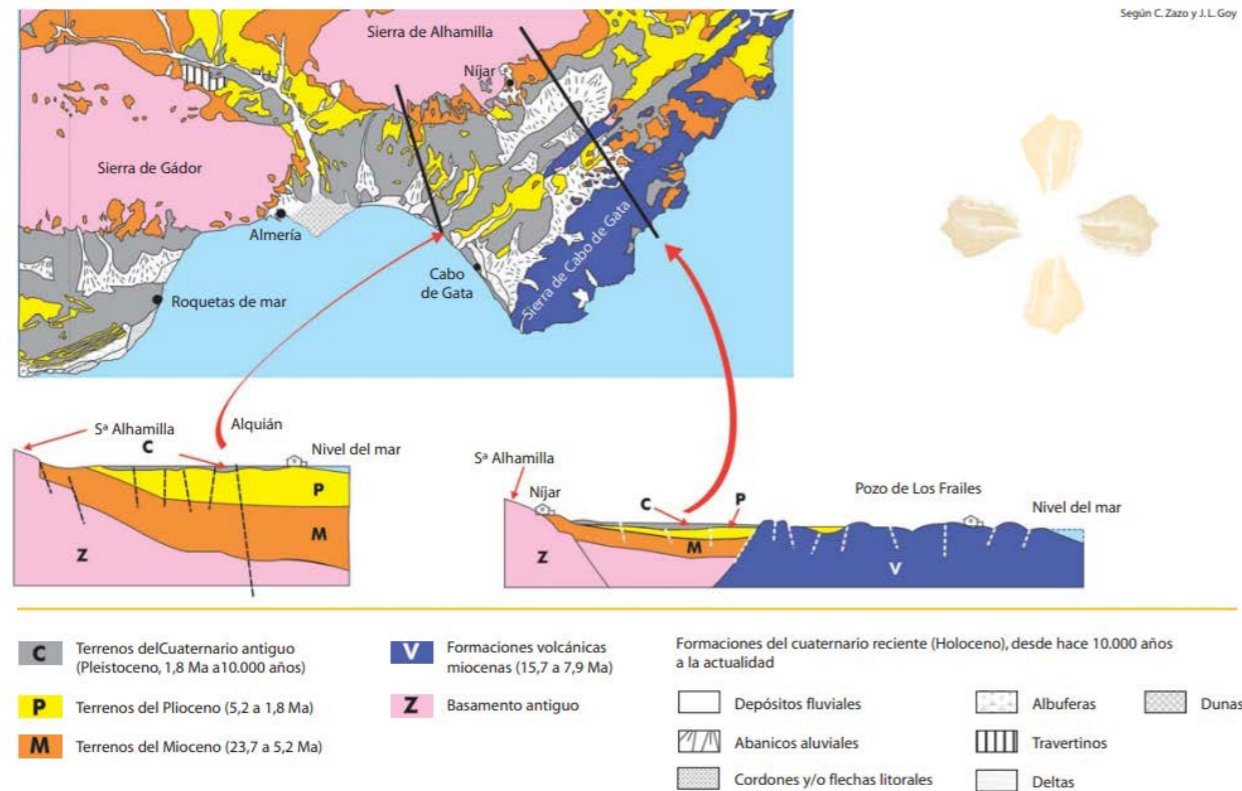 Según C. Zazo y J. L. Goy
Sierra de Alhamilla
Níjar
Sierra de Gádor
Almería
Cabo
de Gata
Sierra de Cabo de Gata
Roquetas de mar
Sª Alhamilla
C
Alquián
Nivel del mar
P
M
Z
Sª Alhamilla
Níjar
C
P
Pozo de Los Frailes
Nivel del mar
M
Z
V
C
Terrenos delCuaternario antiguo
(Pleistoceno, 1,8 Ma a10.000 años)
P
Terrenos del Plioceno (5,2 a 1,8 Ma)
M
Terrenos del Mioceno (23,7 a 5,2 Ma)
V
Formaciones volcánicas
miocenas (15,7 a 7,9 Ma)
Z
Basamento antiguo
Formaciones del cuaternario reciente (Holoceno), desde hace 10.000 años
a la actualidad
Depósitos fluviales
Abanicos aluviales
Cordones y/o flechas litorales
Albuferas
Travertinos
Deltas
Dunas